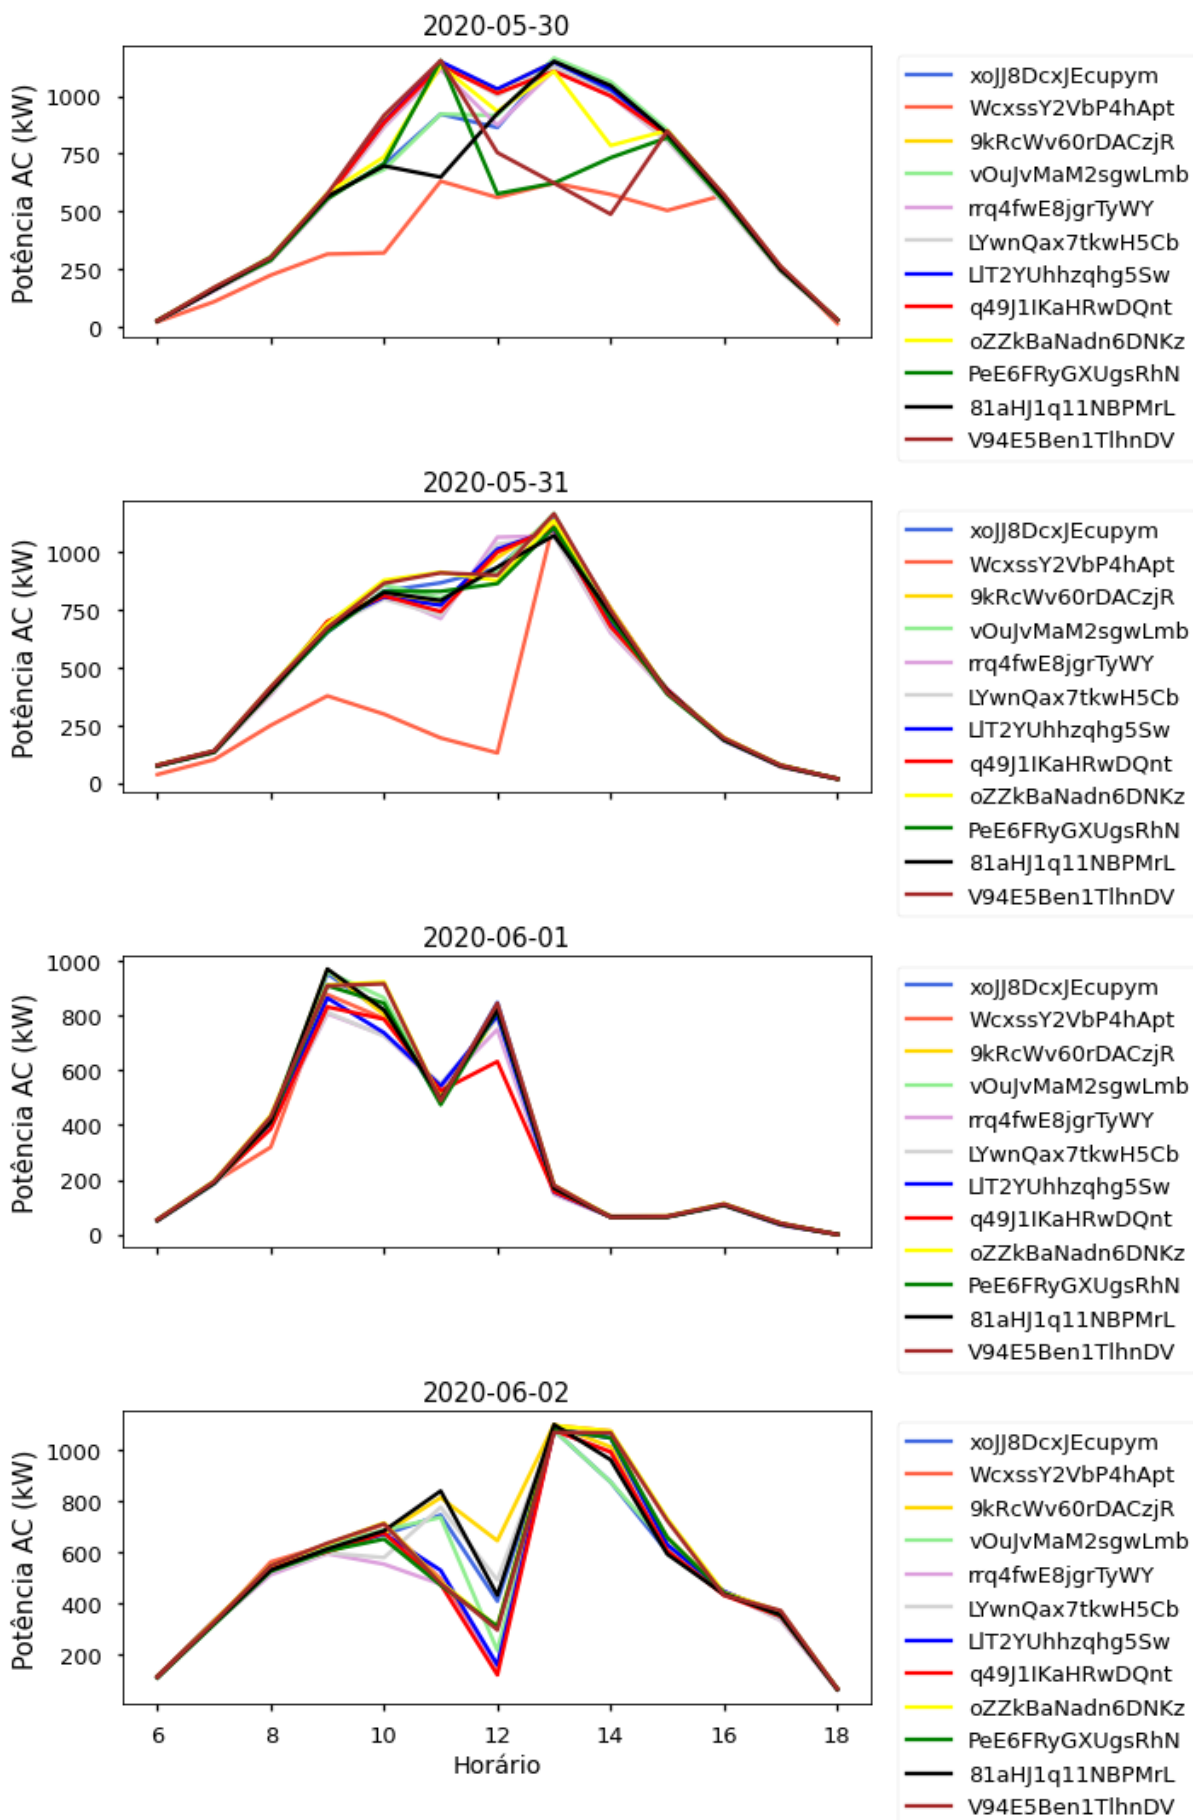 2020-05-30
Potência AC (kW)
1000
750
500
250
0
xoJJ8DcxJEcupym
WcxssY2VbP4hApt
9kRcWv60rDACzjR
vOuJvMaM2sgwLmb
rrq4fwE8jgrTyWY
LYwnQax7tkwH5Cb
LlT2YUhhzqhg5Sw
q49J1IKaHRwDQnt
oZZkBaNadn6DNKz
PeE6FRyGXUgsRhN
81aHJ1q11NBPMrL
V94E5Ben1TlhnDV
2020-05-31
Potência AC (kW)
1000
750
500
250
0
xoJJ8DcxJEcupym
WcxssY2VbP4hApt
9kRcWv60rDACzjR
vOuJvMaM2sgwLmb
rrq4fwE8jgrTyWY
LYwnQax7tkwH5Cb
LlT2YUhhzqhg5Sw
q49J1IKaHRwDQnt
oZZkBaNadn6DNKz
PeE6FRyGXUgsRhN
81aHJ1q11NBPMrL
V94E5Ben1TlhnDV
2020-06-01
Potência AC (kW)
1000
800
600
400
200
0
xoJJ8DcxJEcupym
WcxssY2VbP4hApt
9kRcWv60rDACzjR
vOuJvMaM2sgwLmb
rrq4fwE8jgrTyWY
LYwnQax7tkwH5Cb
LlT2YUhhzqhg5Sw
q49J1IKaHRwDQnt
oZZkBaNadn6DNKz
PeE6FRyGXUgsRhN
81aHJ1q11NBPMrL
V94E5Ben1TlhnDV
2020-06-02
Potência AC (kW)
1000
800
600
400
200
6 8 10 12 14 16 18
Horário
xoJJ8DcxJEcupym
WcxssY2VbP4hApt
9kRcWv60rDACzjR
vOuJvMaM2sgwLmb
rrq4fwE8jgrTyWY
LYwnQax7tkwH5Cb
LlT2YUhhzqhg5Sw
q49J1IKaHRwDQnt
oZZkBaNadn6DNKz
PeE6FRyGXUgsRhN
81aHJ1q11NBPMrL
V94E5Ben1TlhnDV